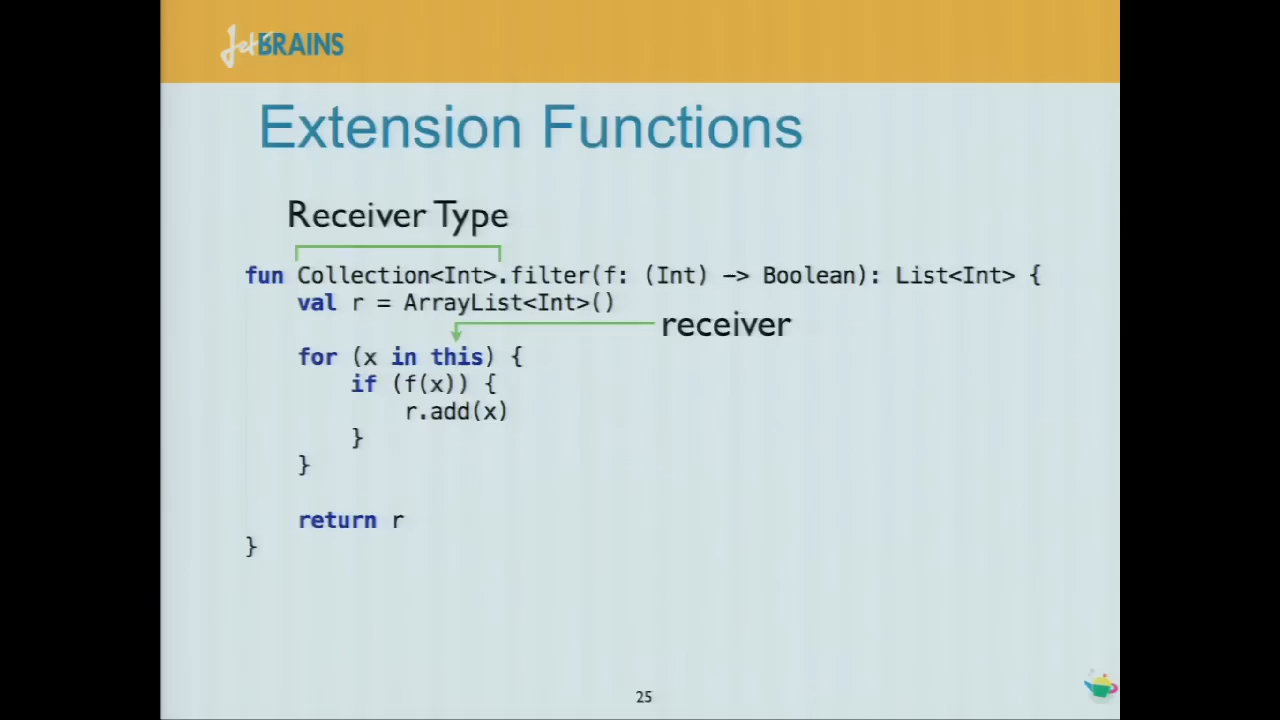 JetBRAINS
Extension Functions
Receiver Type
fun Collection<Int>.filter(f: (Int) -> Boolean): List<Int> {
val r = ArrayList<Int>()
receiver
for (x in this) {
if (f(x)) {
r.add(x)
}
}
return r
}
25